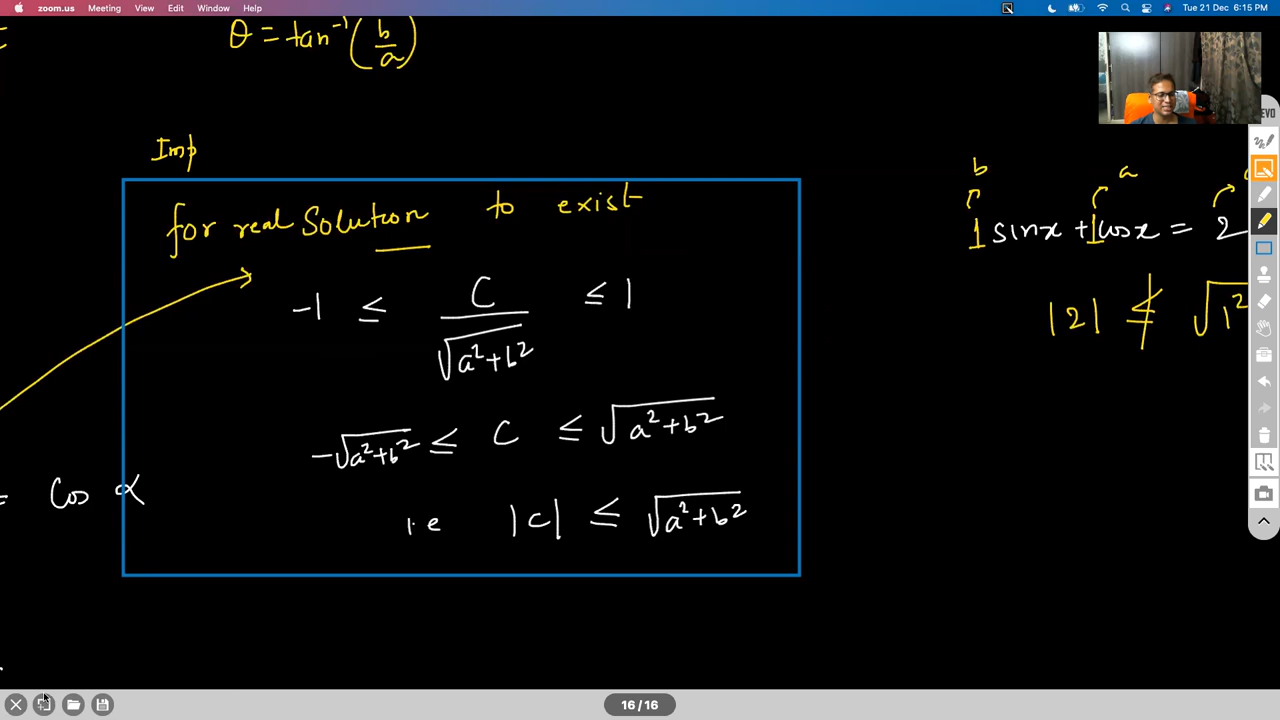 zoom.us Meeting View Edit Window Help Tue 21 Dec 6:15 PM
θ = tan⁻¹(b/a)
Imp
for real Solution to exist
-1 ≤ C/√(a²+b²) ≤ 1
-√(a²+b²) ≤ C ≤ √(a²+b²)
= Cos α
i.e |C| ≤ √(a²+b²)
b a
1 sinx + 1 cosx = 2
|2| ≰ √1²
16 / 16